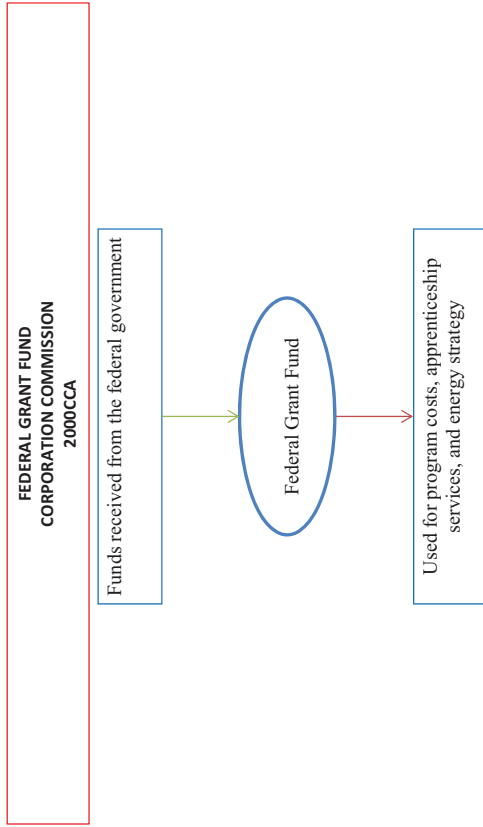 FEDERAL GRANT FUND
CORPORATION COMMISSION
2000CCA
Funds received from the federal government
Federal Grant Fund
Used for program costs, apprenticeship
services, and energy strategy